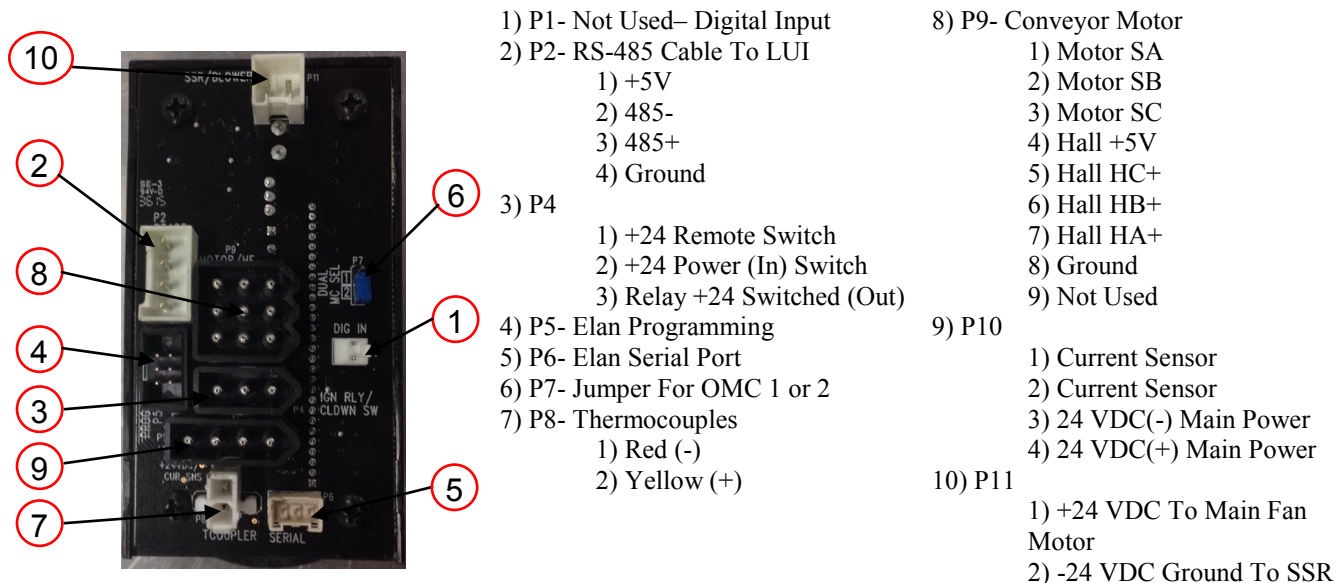 1) P1- Not Used– Digital Input
2) P2- RS-485 Cable To LUI
1) +5V
2) 485-
3) 485+
4) Ground
3) P4
1) +24 Remote Switch
2) +24 Power (In) Switch
3) Relay +24 Switched (Out)
4) P5- Elan Programming
5) P6- Elan Serial Port
6) P7- Jumper For OMC 1 or 2
7) P8- Thermocouples
1) Red (-)
2) Yellow (+)
8) P9- Conveyor Motor
1) Motor SA
2) Motor SB
3) Motor SC
4) Hall +5V
5) Hall HC+
6) Hall HB+
7) Hall HA+
8) Ground
9) Not Used
9) P10
1) Current Sensor
2) Current Sensor
3) 24 VDC(-) Main Power
4) 24 VDC(+) Main Power
10) P11
1) +24 VDC To Main Fan
Motor
2) -24 VDC Ground To SSR
10
2
6
8
1
4
3
9
5
7
SSR/BLOWER
P11
94V-0
P2
P9
MOTOR/HE
P7
DUAL
MC SEL
1
2
DIG IN
IGN RLY/
CLDWN SW
P4
P5
+24VDC/
CUR SNS
P6
P8
TCOUPLER
SERIAL